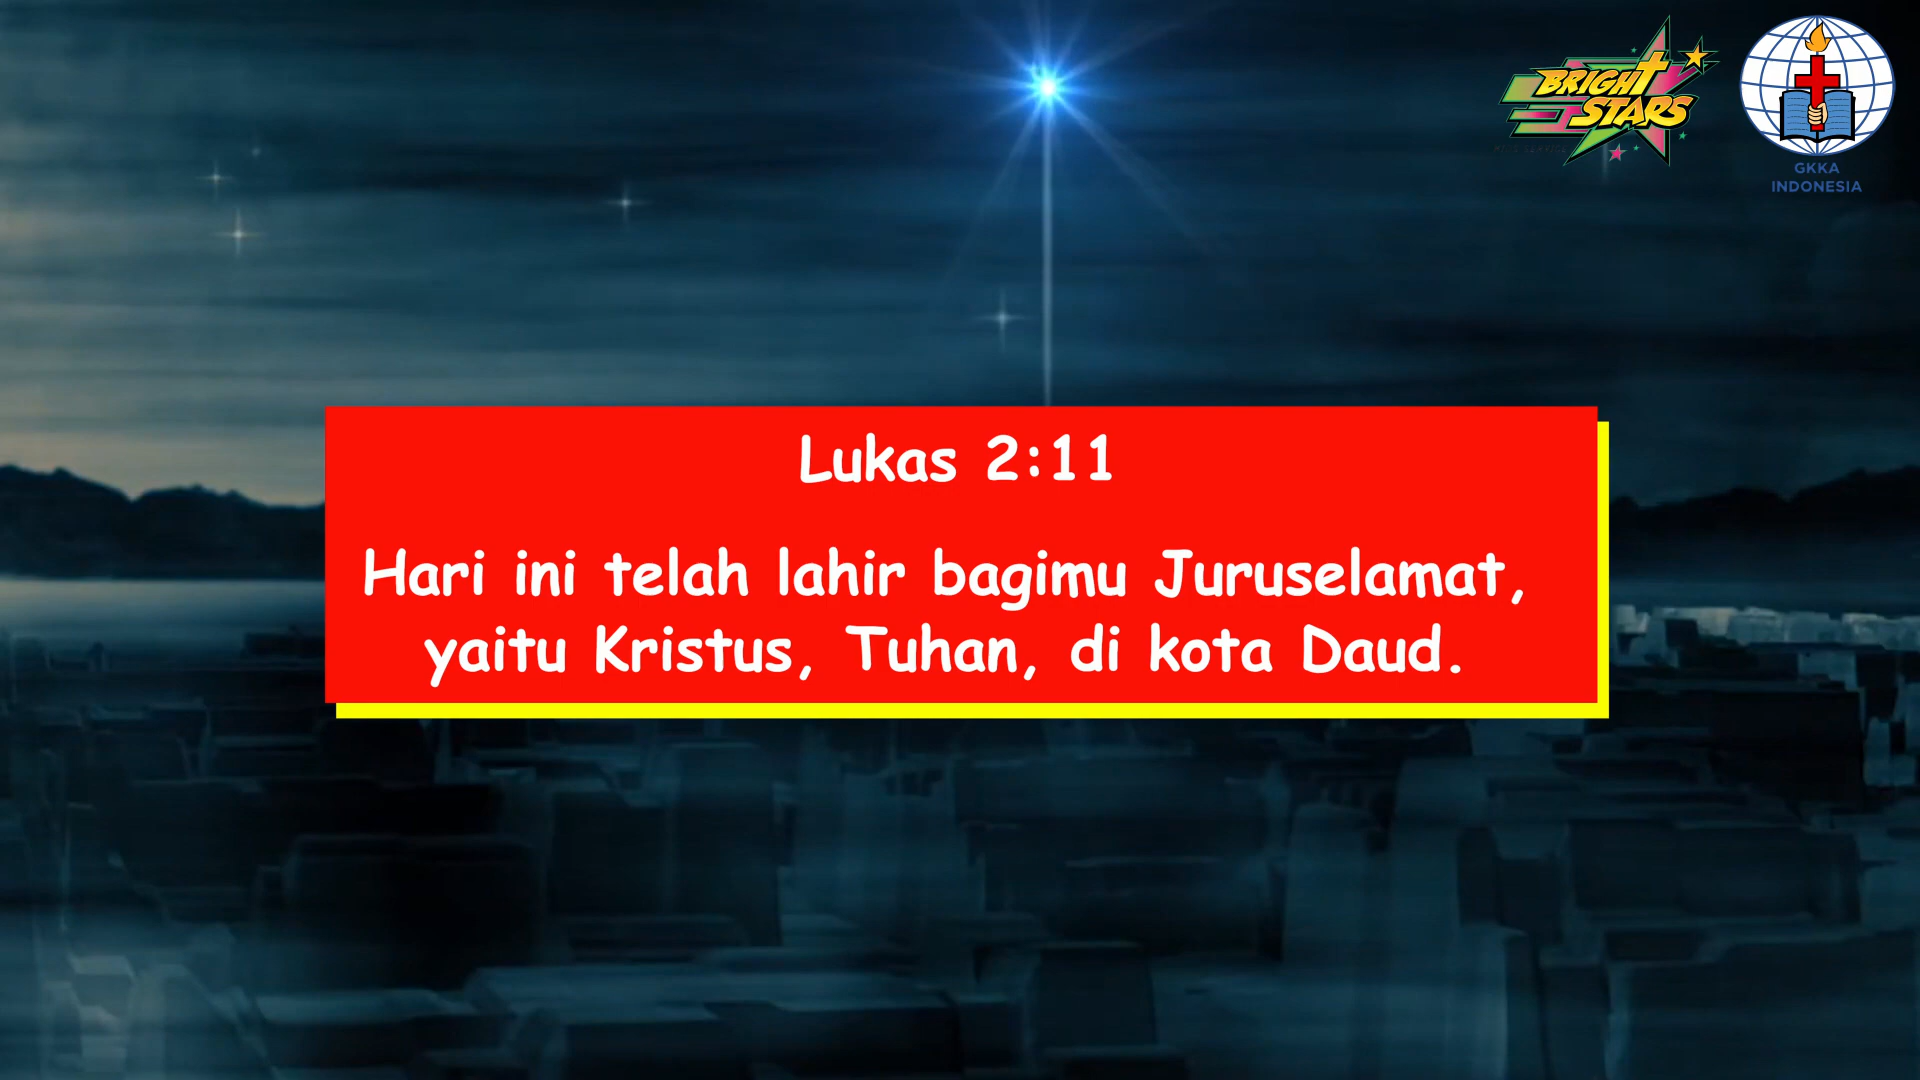 BRIGHT
STARS
GKKA
INDONESIA
Lukas 2:11
Hari ini telah lahir bagimu Juruselamat,
yaitu Kristus, Tuhan, di kota Daud.